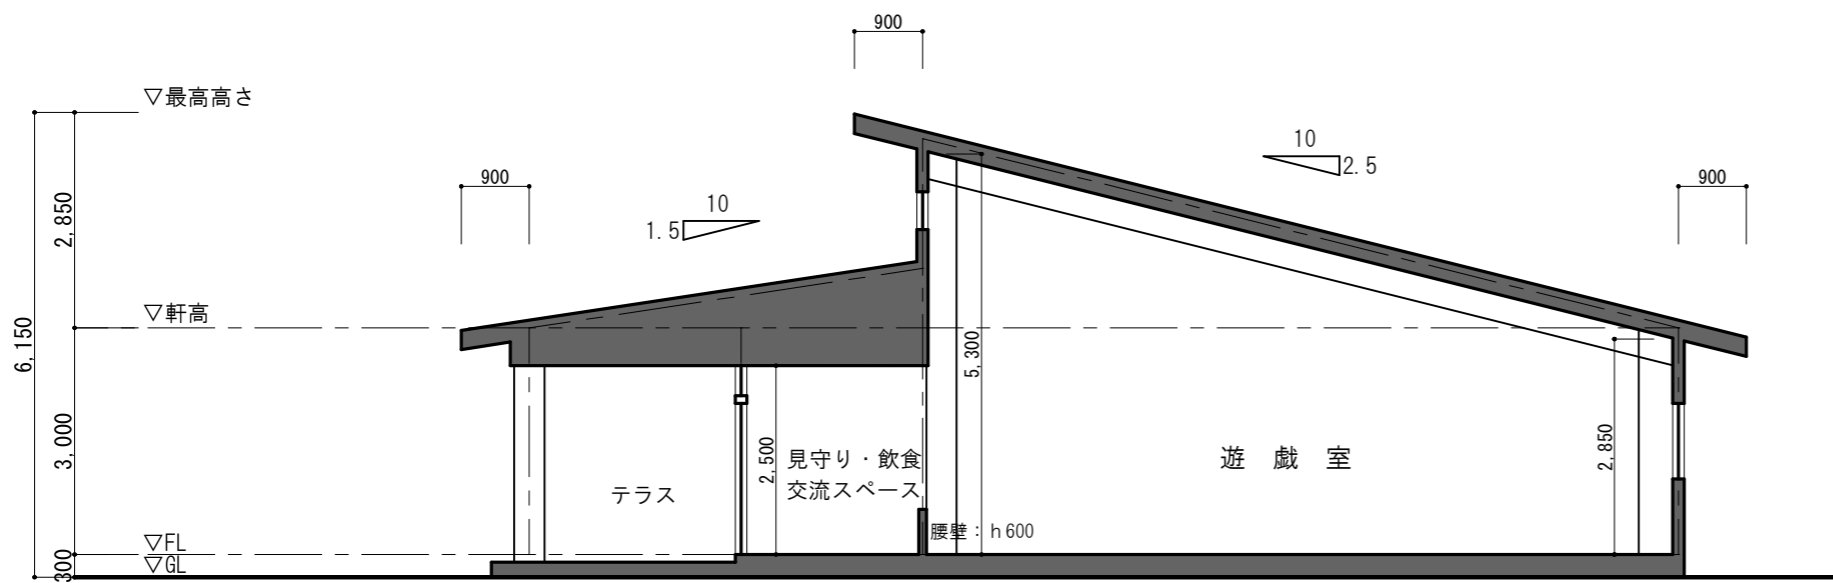 900
▽最高高さ
10
2.5
900
900
10
1.5
2,850
▽軒高
6,150
5,300
3,000
2,500
見守り・飲食
交流スペース
遊 戯 室
2,850
テラス
腰壁：ｈ600
▽FL
▽GL
300